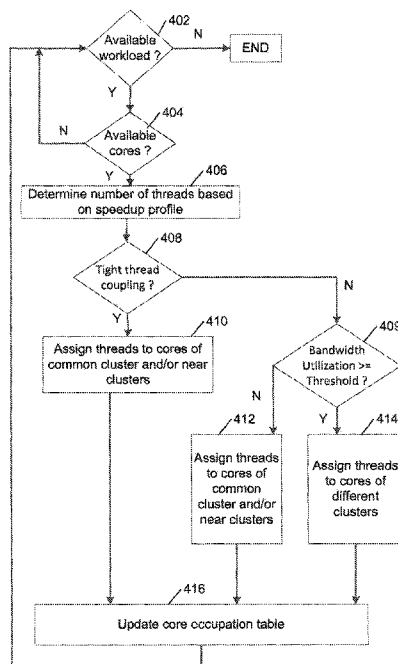 402
Available
workload ?
N
END
Y
404
Available
cores ?
N
Y
406
Determine number of threads based
on speedup profile
408
Tight thread
coupling ?
N
Y
409
410
Assign threads to cores of
common cluster and/or near
clusters
Bandwidth
Utilization >=
Threshold ?
N
Y
412
414
Assign threads
to cores of
common
cluster and/or
near clusters
Assign threads
to cores of
different
clusters
416
Update core occupation table